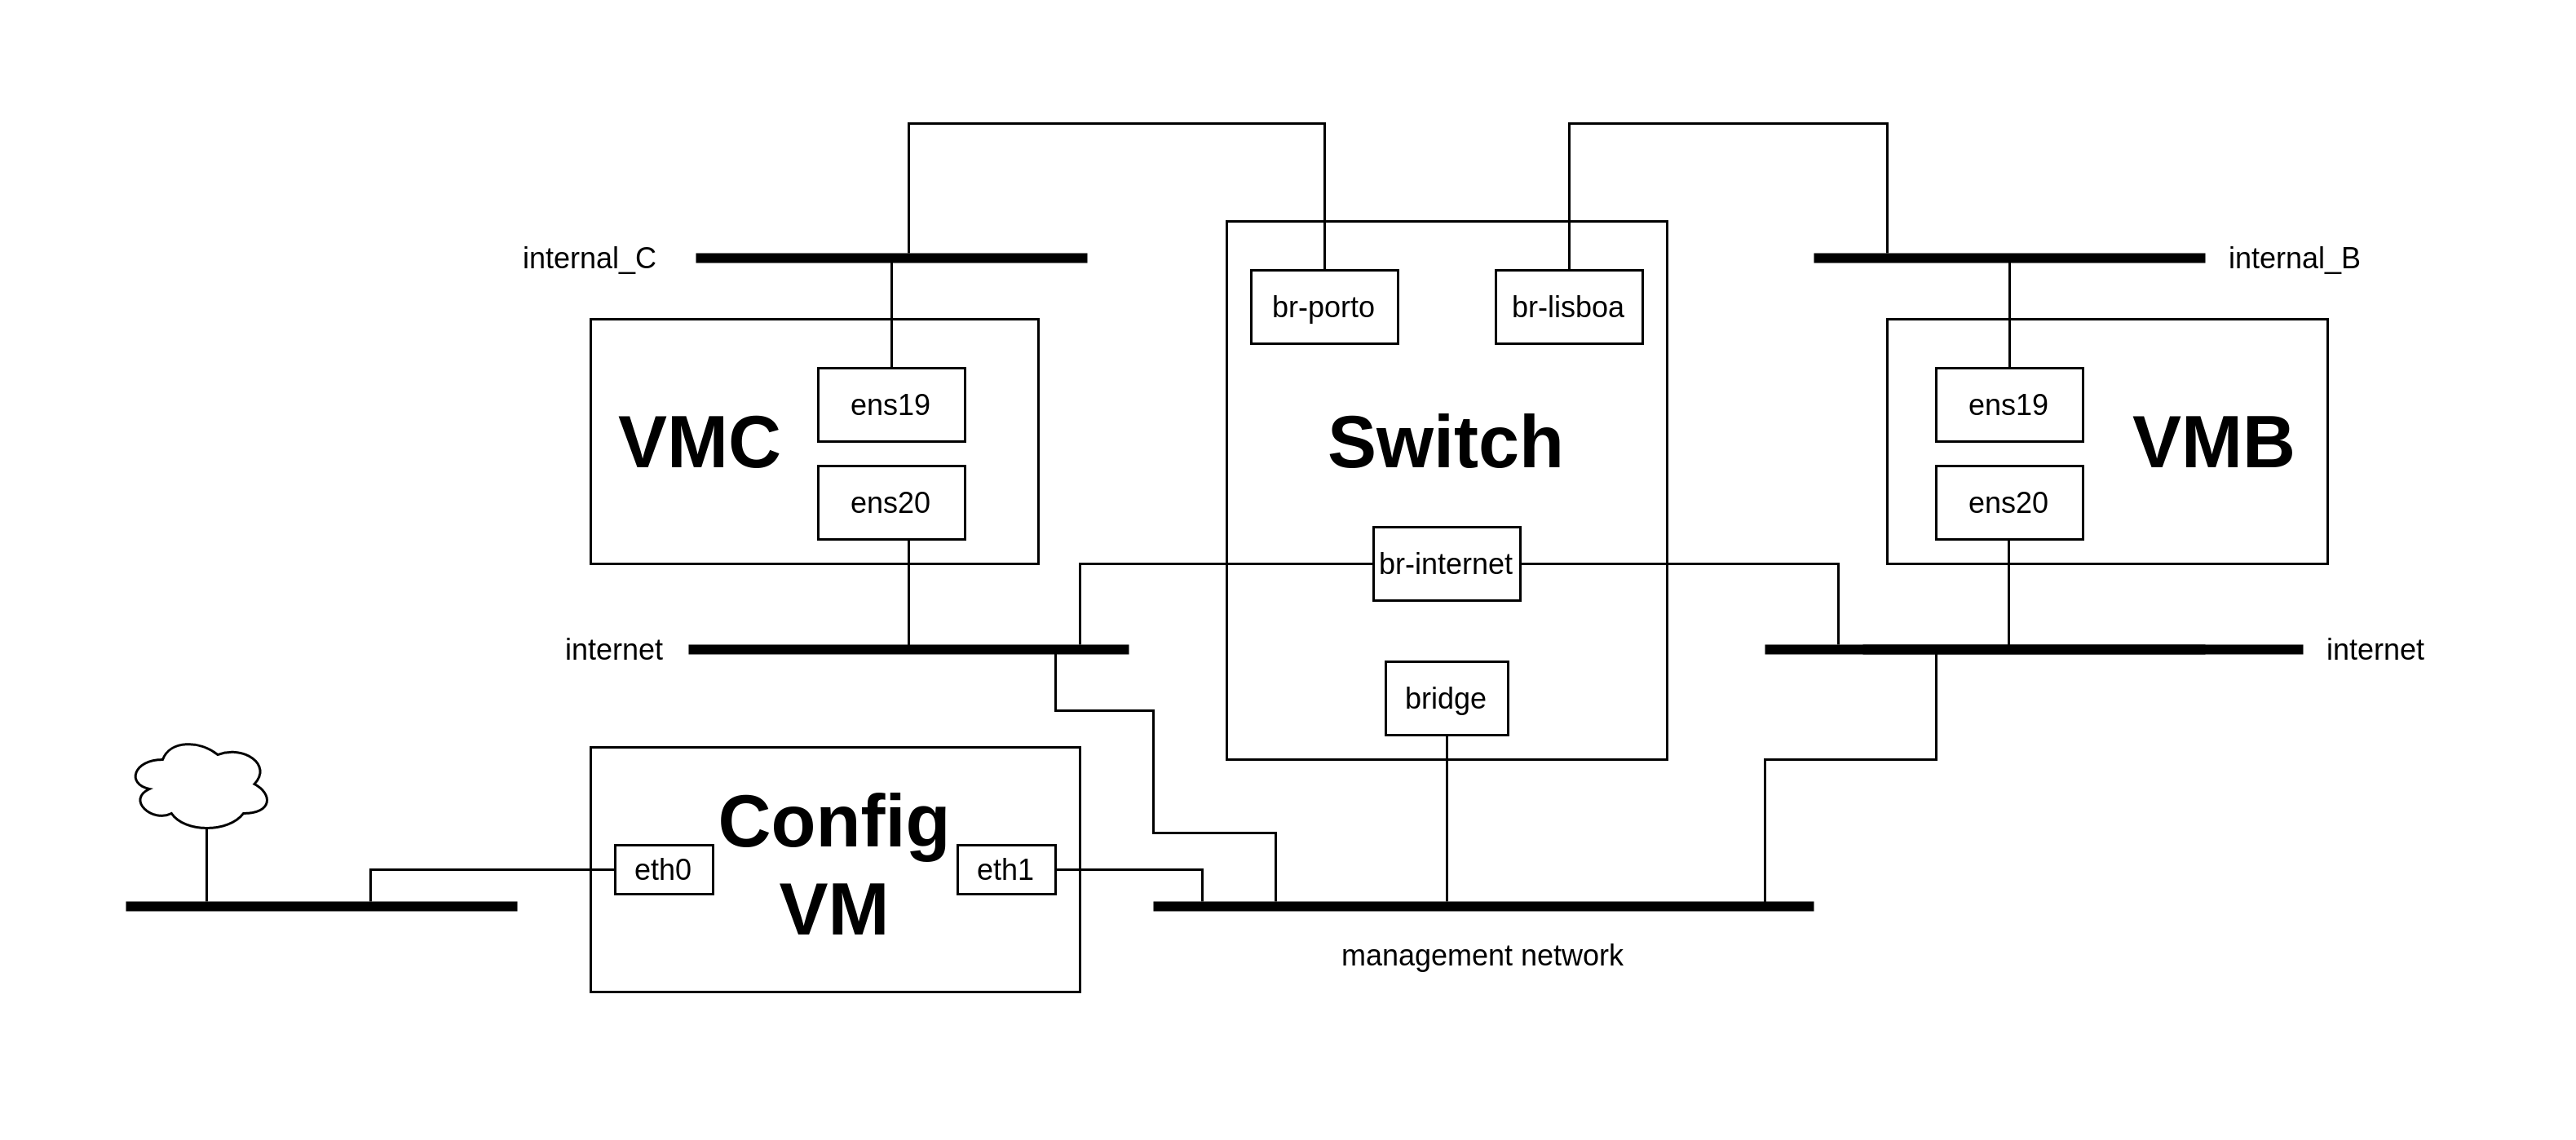 internal_C
internal_B
br-porto
br-lisboa
VMC
ens19
ens20
Switch
ens19
ens20
VMB
br-internet
internet
internet
bridge
Config
VM
eth0
eth1
management network